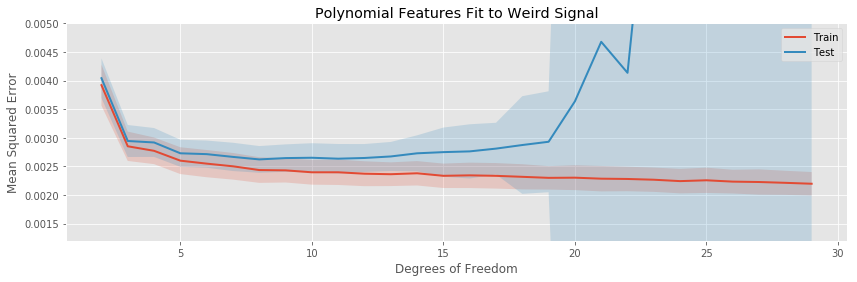 Polynomial Features Fit to Weird Signal
0.0050
0.0045
0.0040
0.0035
0.0030
0.0025
0.0020
0.0015
Mean Squared Error
Train
Test
5
10
15
20
25
30
Degrees of Freedom